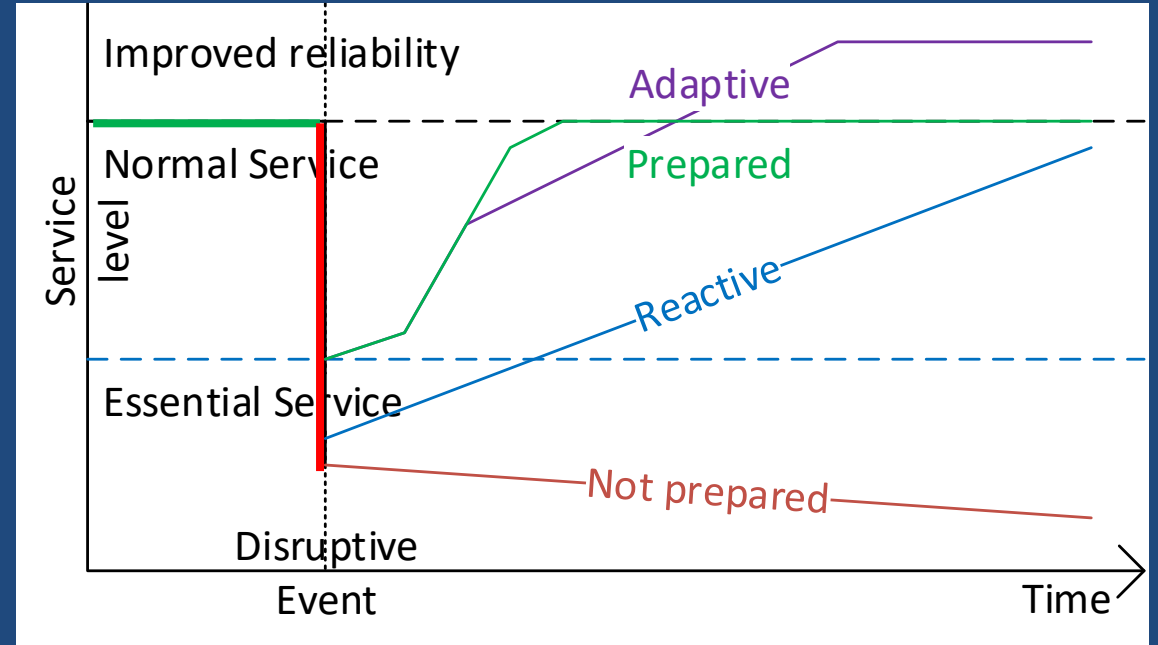 Improved reliability
Adaptive
Normal Service
Prepared
Service
level
Reactive
Essential Service
Not prepared
Disruptive
Event
Time